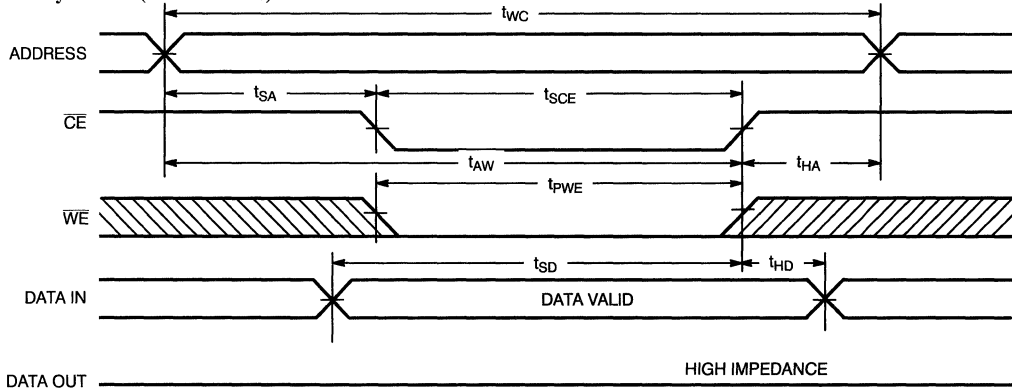 tWC
ADDRESS
tSA
tSCE
CE
tAW
tHA
tPWE
WE
tSD
tHD
DATA IN
DATA VALID
HIGH IMPEDANCE
DATA OUT